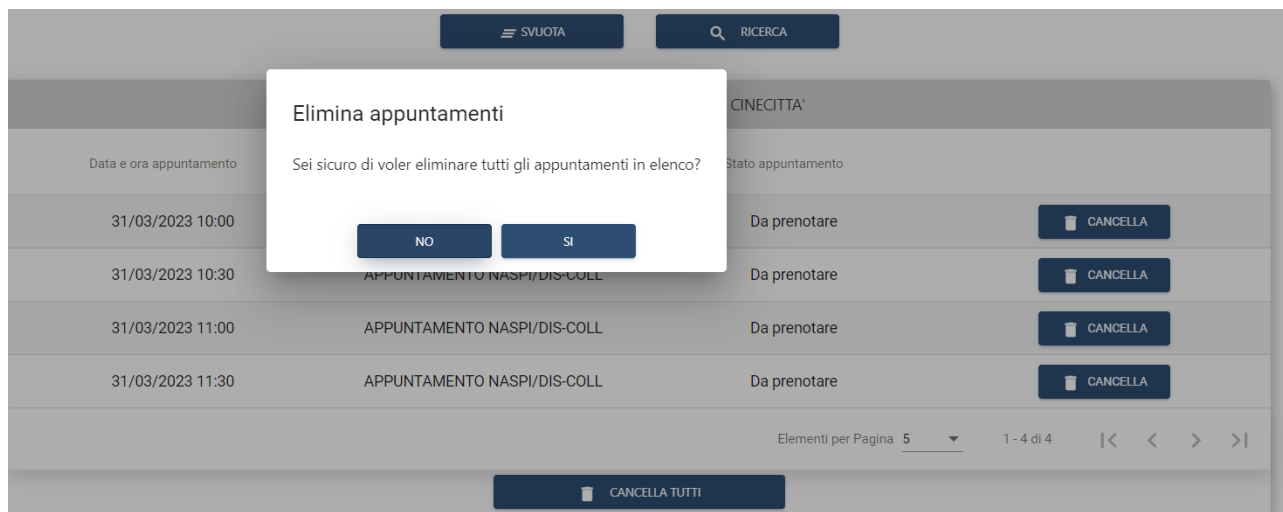 SVUOTA RICERCA
CINECITTA'
Elimina appuntamenti
Data e ora appuntamento Sei sicuro di voler eliminare tutti gli appuntamenti in elenco? Stato appuntamento
31/03/2023 10:00 Da prenotare CANCELLA
NO SI
31/03/2023 10:30 APPUNTAMENTO NASPI/DIS-COLL Da prenotare CANCELLA
31/03/2023 11:00 APPUNTAMENTO NASPI/DIS-COLL Da prenotare CANCELLA
31/03/2023 11:30 APPUNTAMENTO NASPI/DIS-COLL Da prenotare CANCELLA
Elementi per Pagina 5 1 - 4 di 4
CANCELLA TUTTI